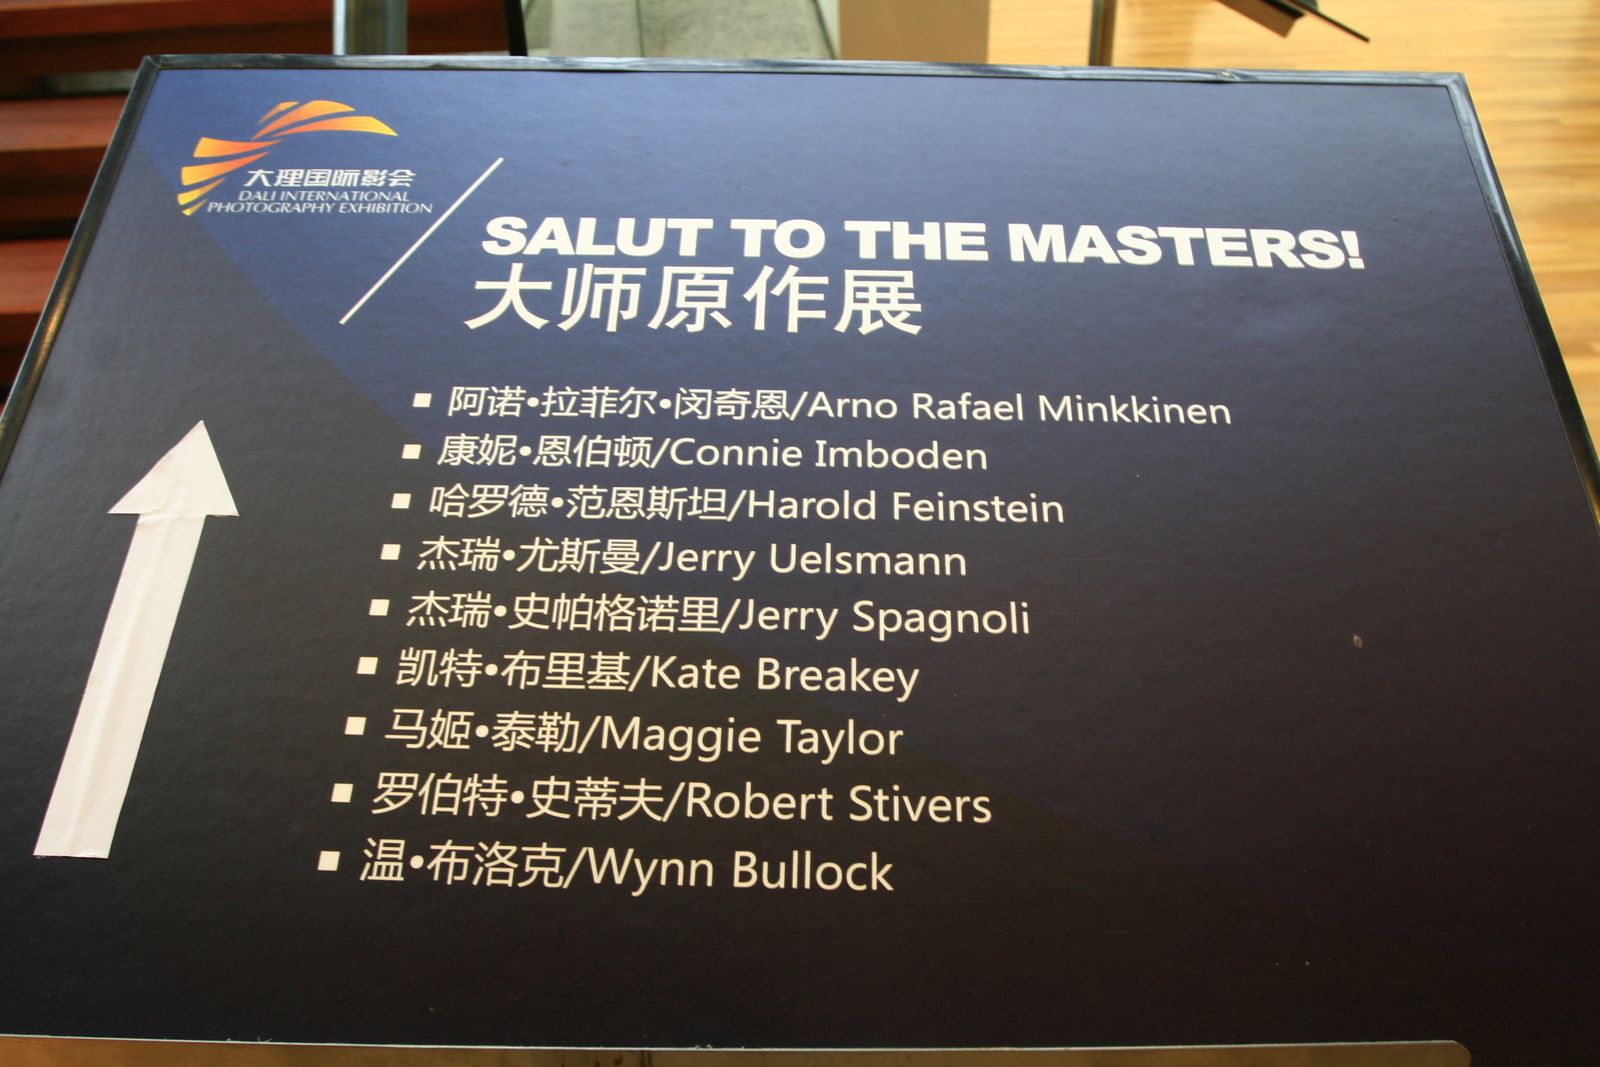 大理国际影会
DALI INTERNATIONAL
PHOTOGRAPHY EXHIBITION
SALUT TO THE MASTERS!
大师原作展
▪ 阿诺•拉菲尔•闵奇恩/Arno Rafael Minkkinen
▪ 康妮•恩伯顿/Connie Imboden
▪ 哈罗德•范恩斯坦/Harold Feinstein
▪ 杰瑞•尤斯曼/Jerry Uelsmann
▪ 杰瑞•史帕格诺里/Jerry Spagnoli
▪ 凯特•布里基/Kate Breakey
▪ 马姬•泰勒/Maggie Taylor
▪ 罗伯特•史蒂夫/Robert Stivers
▪ 温•布洛克/Wynn Bullock